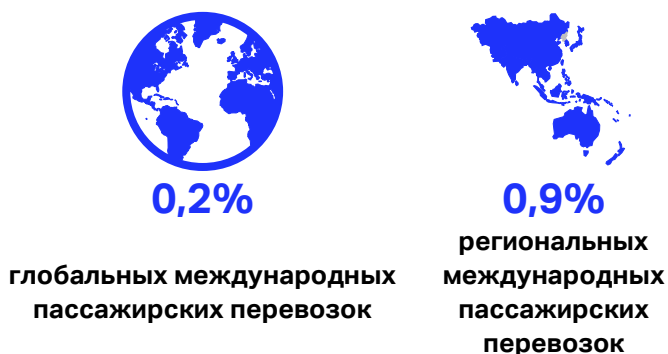 0,2%
глобальных международных
пассажирских перевозок
0,9%
региональных
международных
пассажирских
перевозок